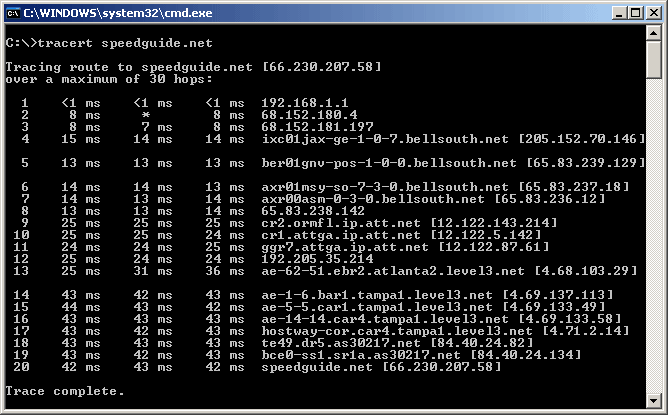 C:\WINDOWS\system32\cmd.exe
C:\>tracert speedguide.net
Tracing route to speedguide.net [66.230.207.58]
over a maximum of 30 hops:
1 <1 ms <1 ms <1 ms 192.168.1.1
2 8 ms * 8 ms 68.152.180.4
3 8 ms 7 ms 8 ms 68.152.181.197
4 15 ms 14 ms 14 ms ixc01jax-ge-1-0-7.bellsouth.net [205.152.70.146]
5 13 ms 13 ms 13 ms ber01gnv-pos-1-0-0.bellsouth.net [65.83.239.129]
6 14 ms 14 ms 13 ms axr01msy-so-7-3-0.bellsouth.net [65.83.237.18]
7 14 ms 13 ms 14 ms axr00asm-0-3-0.bellsouth.net [65.83.236.12]
8 13 ms 13 ms 14 ms 65.83.238.142
9 25 ms 25 ms 25 ms cr2.ormfl.ip.att.net [12.122.143.214]
10 25 ms 25 ms 24 ms cr1.attga.ip.att.net [12.122.5.142]
11 24 ms 24 ms 25 ms ggr7.attga.ip.att.net [12.122.87.61]
12 25 ms 24 ms 24 ms 192.205.35.214
13 25 ms 31 ms 36 ms ae-62-51.ebr2.atlanta2.level3.net [4.68.103.29]
14 43 ms 42 ms 43 ms ae-1-6.bar1.tampa1.level3.net [4.69.137.113]
15 44 ms 43 ms 42 ms ae-5-5.car1.tampa1.level3.net [4.69.133.49]
16 43 ms 43 ms 42 ms ae-14-14.car4.tampa1.level3.net [4.69.133.58]
17 43 ms 42 ms 42 ms hostway-cor.car4.tampa1.level3.net [4.71.2.14]
18 43 ms 43 ms 42 ms te49.dr5.as30217.net [84.40.24.82]
19 43 ms 42 ms 43 ms bce0-ss1.sr1a.as30217.net [84.40.24.134]
20 42 ms 43 ms 42 ms speedguide.net [66.230.207.58]
Trace complete.